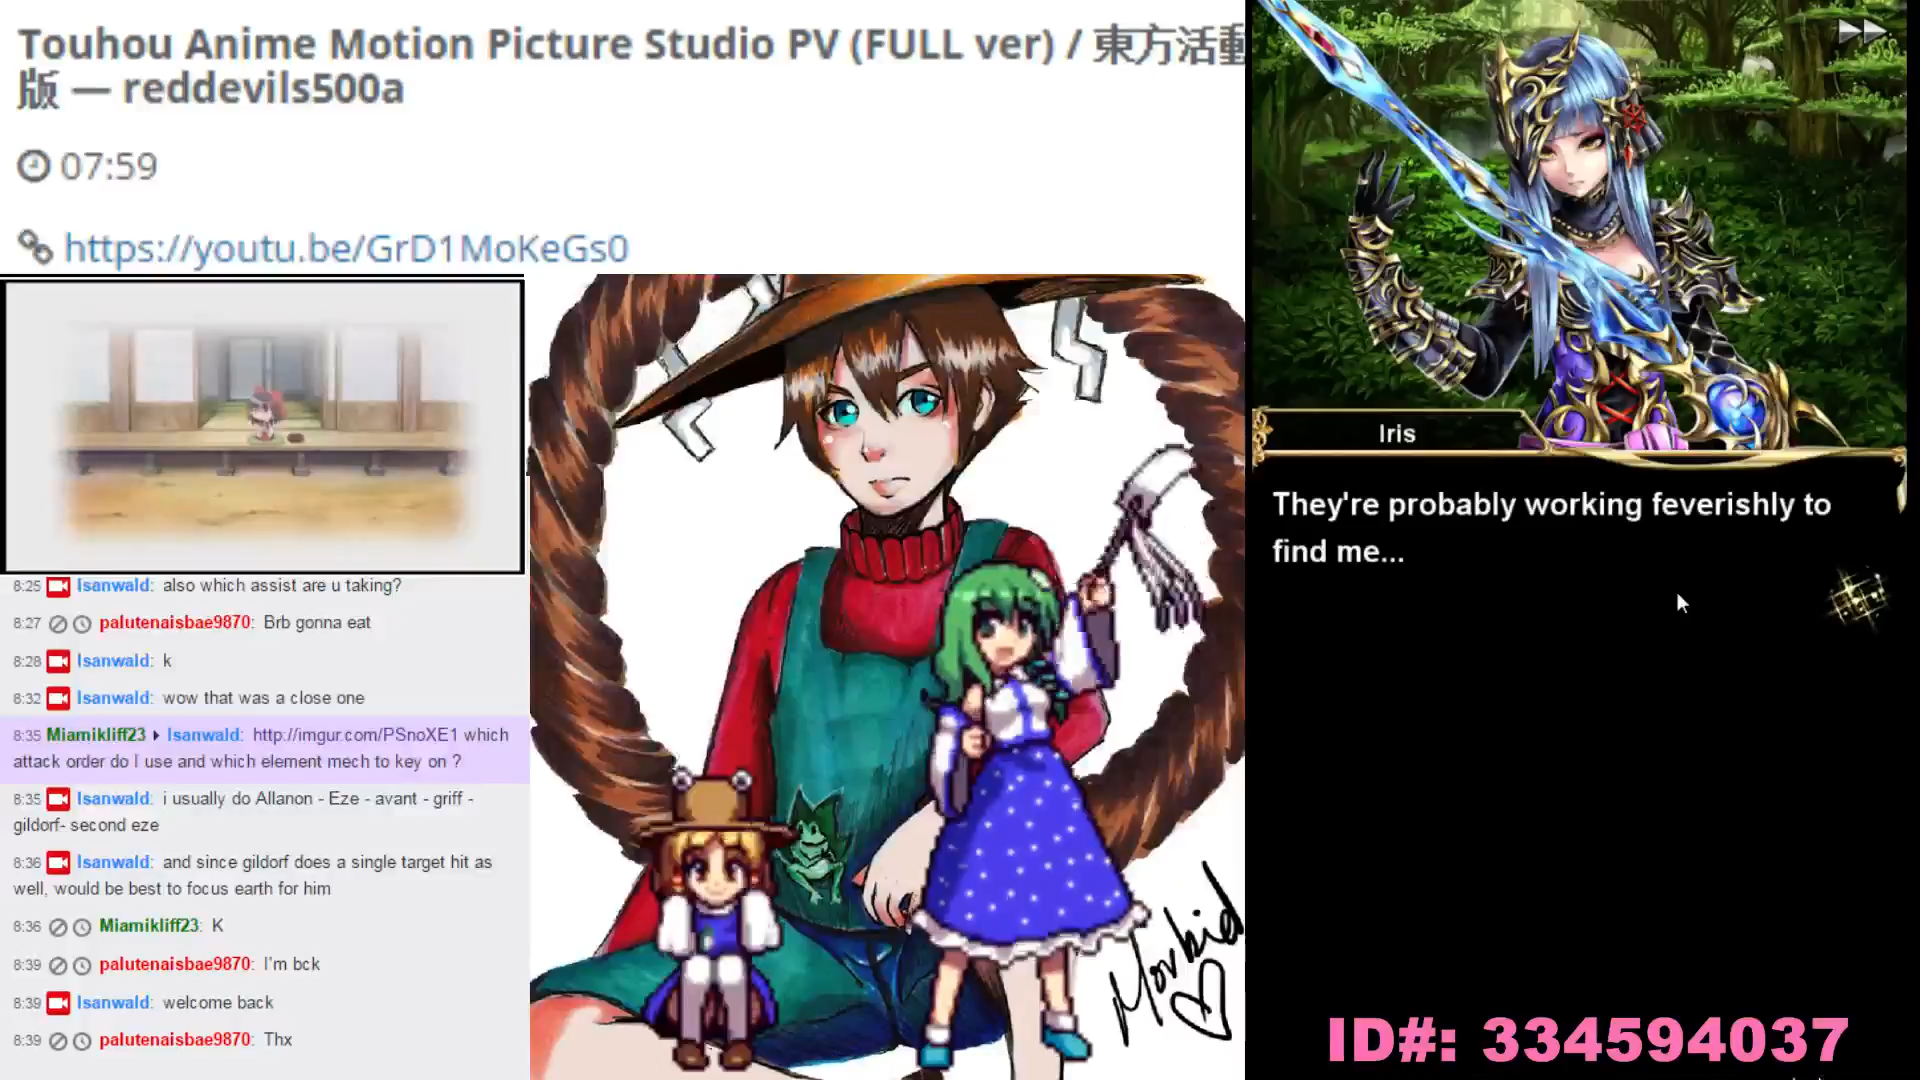 Touhou Anime Motion Picture Studio PV (FULL ver) / 東方活動
版 — reddevils500a
07:59
https://youtu.be/GrD1MoKeGs0
8:25 Isanwald: also which assist are u taking?
8:27 palutenaisbae9870: Brb gonna eat
8:28 Isanwald: k
8:32 Isanwald: wow that was a close one
8:35 Miamikliff23 ▸ Isanwald: http://imgur.com/PSnoXE1 which
attack order do I use and which element mech to key on ?
8:35 Isanwald: i usually do Allanon - Eze - avant - griff -
gildorf- second eze
8:36 Isanwald: and since gildorf does a single target hit as
well, would be best to focus earth for him
8:36 Miamikliff23: K
8:39 palutenaisbae9870: I'm bck
8:39 Isanwald: welcome back
8:39 palutenaisbae9870: Thx
Morbid
Iris
They're probably working feverishly to
find me...
ID#: 334594037